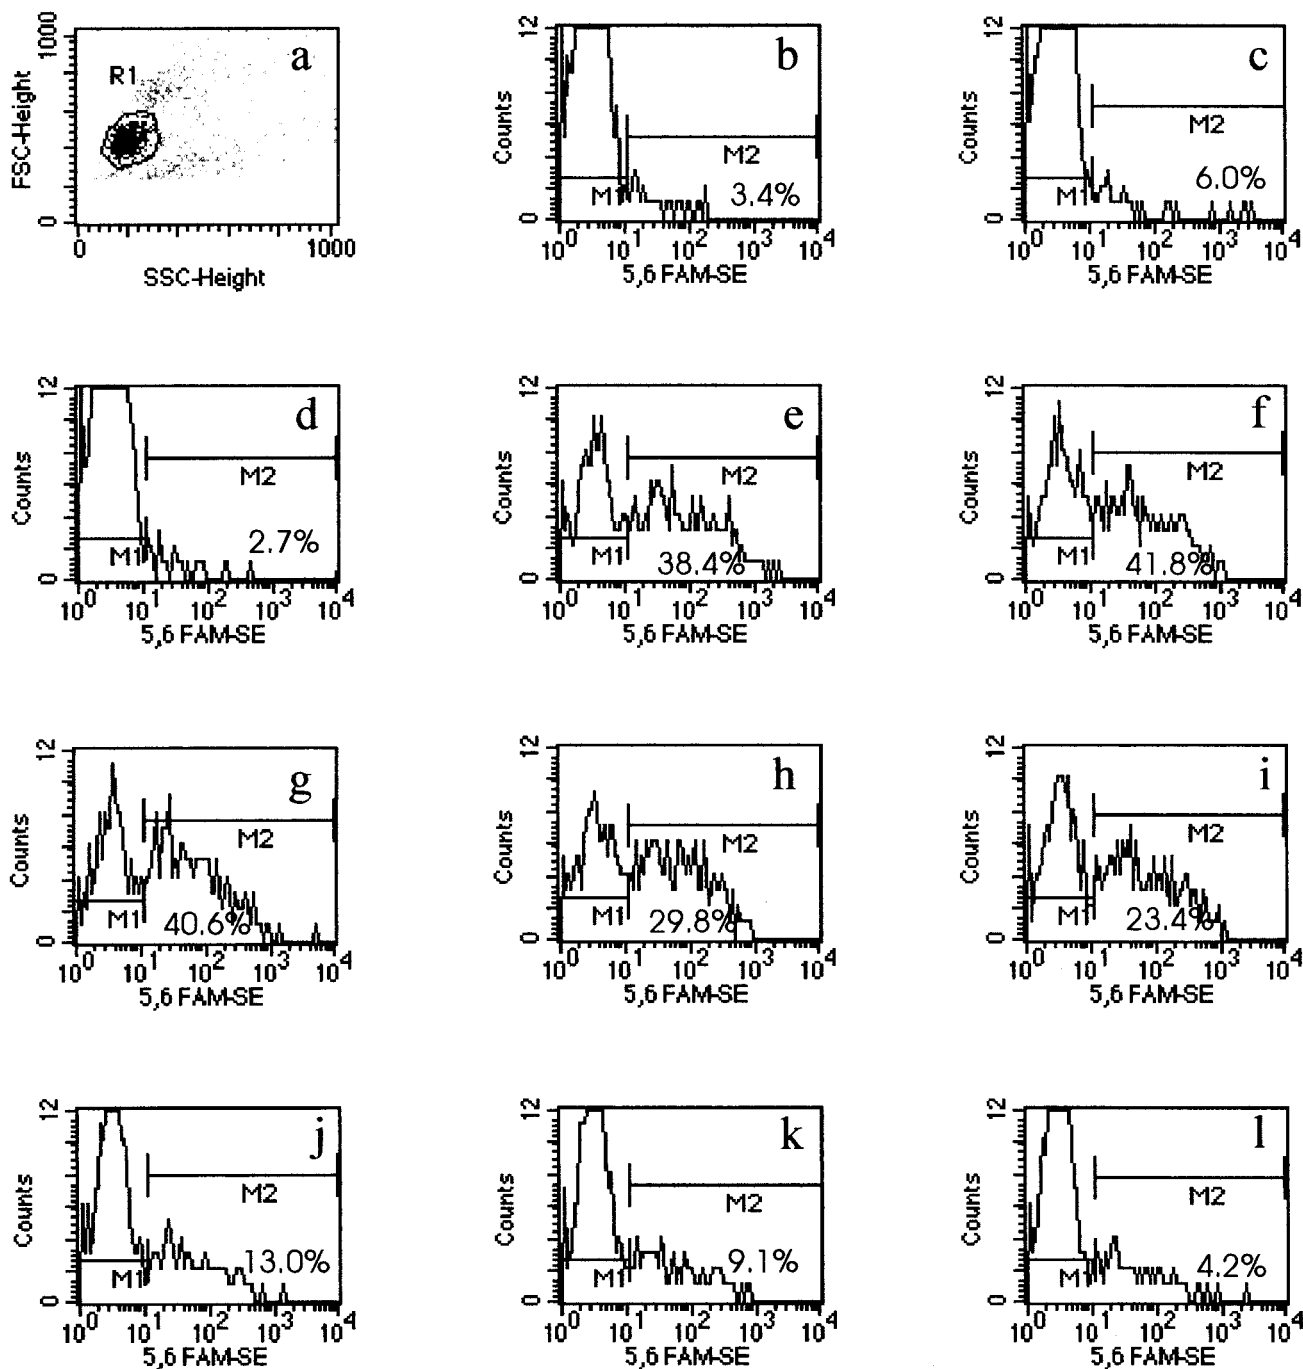 1000
FSC-Height
0
R1
a
0
1000
SSC-Height
12
Counts
0
b
M2
M1
3.4%
10^0 10^1 10^2 10^3 10^4
5,6 FAM-SE
12
Counts
0
c
M2
M1
6.0%
10^0 10^1 10^2 10^3 10^4
5,6 FAM-SE
12
Counts
0
d
M2
M1
2.7%
10^0 10^1 10^2 10^3 10^4
5,6 FAM-SE
12
Counts
0
e
M2
M1
38.4%
10^0 10^1 10^2 10^3 10^4
5,6 FAM-SE
12
Counts
0
f
M2
M1
41.8%
10^0 10^1 10^2 10^3 10^4
5,6 FAM-SE
12
Counts
0
g
M2
M1
40.6%
10^0 10^1 10^2 10^3 10^4
5,6 FAM-SE
12
Counts
0
h
M2
M1
29.8%
10^0 10^1 10^2 10^3 10^4
5,6 FAM-SE
12
Counts
0
i
M2
M1
23.4%
10^0 10^1 10^2 10^3 10^4
5,6 FAM-SE
12
Counts
0
j
M2
M1
13.0%
10^0 10^1 10^2 10^3 10^4
5,6 FAM-SE
12
Counts
0
k
M2
M1
9.1%
10^0 10^1 10^2 10^3 10^4
5,6 FAM-SE
12
Counts
0
l
M2
M1
4.2%
10^0 10^1 10^2 10^3 10^4
5,6 FAM-SE